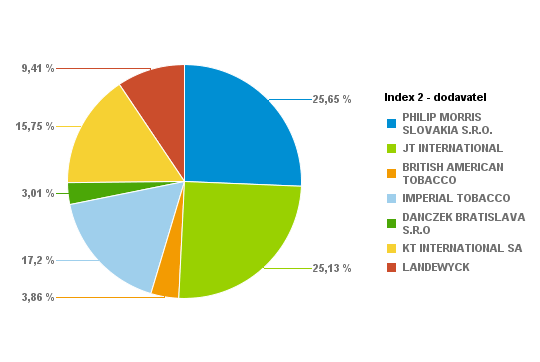 9,41 %
25,65 %
15,75 %
3,01 %
17,2 %
3,86 %
25,13 %
Index 2 - dodavatel
PHILIP MORRIS
SLOVAKIA S.R.O.
JT INTERNATIONAL
BRITISH AMERICAN
TOBACCO
IMPERIAL TOBACCO
DANCZEK BRATISLAVA
S.R.O
KT INTERNATIONAL SA
LANDEWYCK